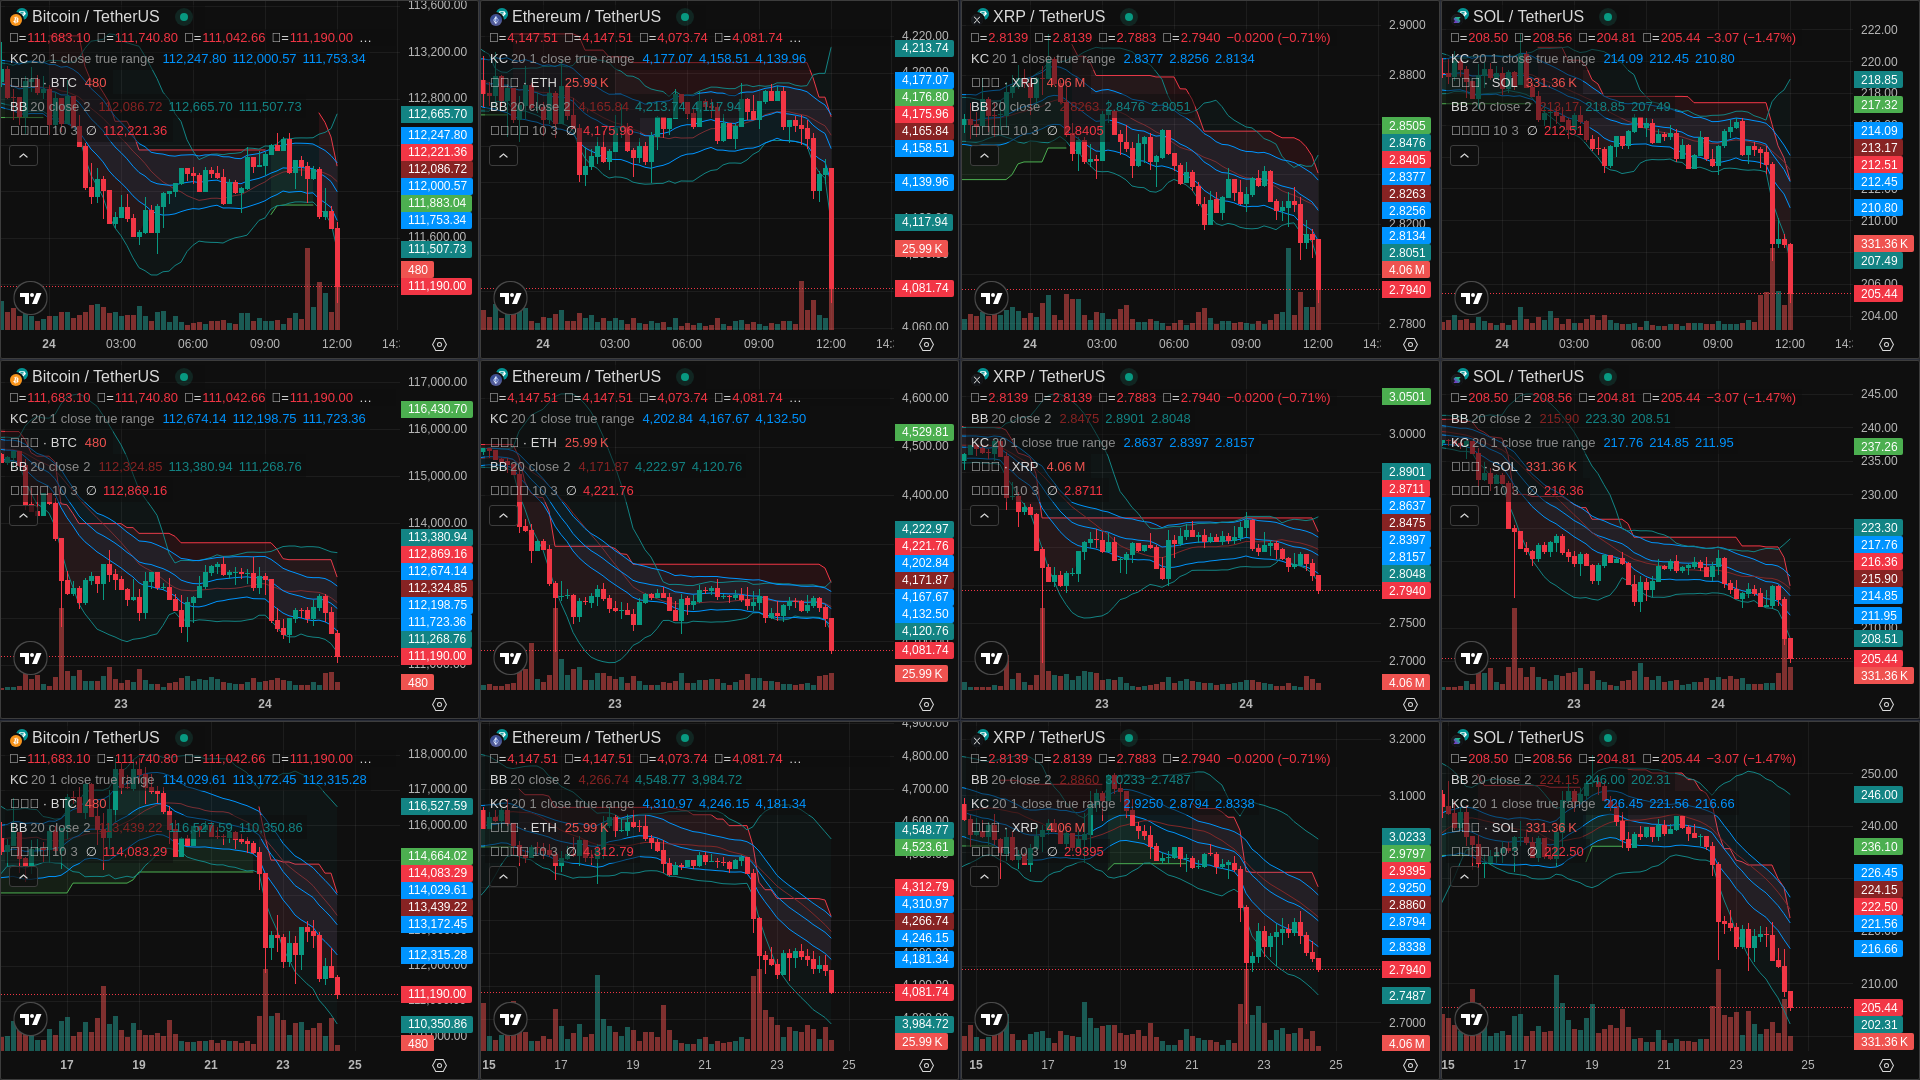 Bitcoin / TetherUS
=111,683.10 =111,740.80 =111,042.66 =111,190.00 ...
KC 20 1 close true range 112,247.80 112,000.57 111,753.34
· BTC 480
BB 20 close 2 112,086.72 112,665.70 111,507.73
10 3 ∅ 112,221.36
113,600.00
113,200.00
112,800.00
112,665.70
112,247.80
112,221.36
112,086.72
112,000.57
111,883.04
111,753.34
111,600.00
111,507.73
480
111,190.00
24 03:00 06:00 09:00 12:00
Ethereum / TetherUS
=4,147.51 =4,147.51 =4,073.74 =4,081.74 ...
KC 20 1 close true range 4,177.07 4,158.51 4,139.96
· ETH 25.99 K
BB 20 close 2 4,165.84 4,213.74 4,117.94
10 3 ∅ 4,175.96
4,220.00
4,213.74
4,177.07
4,176.80
4,175.96
4,165.84
4,158.51
4,139.96
4,117.94
25.99 K
4,081.74
4,060.00
24 03:00 06:00 09:00 12:00
XRP / TetherUS
=2.8139 =2.8139 =2.7883 =2.7940 −0.0200 (−0.71%)
KC 20 1 close true range 2.8377 2.8256 2.8134
· XRP 4.06 M
BB 20 close 2 2.8263 2.8476 2.8051
10 3 ∅ 2.8405
2.9000
2.8800
2.8505
2.8476
2.8405
2.8377
2.8263
2.8256
2.8200
2.8134
2.8051
4.06 M
2.7940
2.7800
24 03:00 06:00 09:00 12:00
SOL / TetherUS
=208.50 =208.56 =204.81 =205.44 −3.07 (−1.47%)
KC 20 1 close true range 214.09 212.45 210.80
· SOL 331.36 K
BB 20 close 2 213.17 218.85 207.49
10 3 ∅ 212.51
222.00
220.00
218.85
217.32
214.09
213.17
212.51
212.45
210.80
210.00
331.36 K
207.49
205.44
204.00
24 03:00 06:00 09:00 12:00
Bitcoin / TetherUS
=111,683.10 =111,740.80 =111,042.66 =111,190.00 ...
KC 20 1 close true range 112,674.14 112,198.75 111,723.36
· BTC 480
BB 20 close 2 112,324.85 113,380.94 111,268.76
10 3 ∅ 112,869.16
117,000.00
116,430.70
116,000.00
115,000.00
114,000.00
113,380.94
112,869.16
112,674.14
112,324.85
112,198.75
111,723.36
111,268.76
111,190.00
480
23 24
Ethereum / TetherUS
=4,147.51 =4,147.51 =4,073.74 =4,081.74 ...
KC 20 1 close true range 4,202.84 4,167.67 4,132.50
· ETH 25.99 K
BB 20 close 2 4,171.87 4,222.97 4,120.76
10 3 ∅ 4,221.76
4,600.00
4,529.81
4,500.00
4,400.00
4,222.97
4,221.76
4,202.84
4,171.87
4,167.67
4,132.50
4,120.76
4,081.74
25.99 K
23 24
XRP / TetherUS
=2.8139 =2.8139 =2.7883 =2.7940 −0.0200 (−0.71%)
BB 20 close 2 2.8475 2.8901 2.8048
KC 20 1 close true range 2.8637 2.8397 2.8157
· XRP 4.06 M
10 3 ∅ 2.8711
3.0501
3.0000
2.8901
2.8711
2.8637
2.8475
2.8397
2.8157
2.8048
2.7940
2.7500
2.7000
4.06 M
23 24
SOL / TetherUS
=208.50 =208.56 =204.81 =205.44 −3.07 (−1.47%)
BB 20 close 2 215.90 223.30 208.51
KC 20 1 close true range 217.76 214.85 211.95
· SOL 331.36 K
10 3 ∅ 216.36
245.00
240.00
237.26
235.00
230.00
223.30
217.76
216.36
215.90
214.85
211.95
210.00
208.51
205.44
331.36 K
23 24
Bitcoin / TetherUS
=111,683.10 =111,740.80 =111,042.66 =111,190.00 ...
KC 20 1 close true range 114,029.61 113,172.45 112,315.28
· BTC 480
BB 20 close 2 113,439.22 116,527.59 110,350.86
10 3 ∅ 114,083.29
118,000.00
117,000.00
116,527.59
116,000.00
114,664.02
114,083.29
114,029.61
113,439.22
113,172.45
112,315.28
112,000.00
111,190.00
110,350.86
480
17 19 21 23 25
Ethereum / TetherUS
=4,147.51 =4,147.51 =4,073.74 =4,081.74 ...
BB 20 close 2 4,266.74 4,548.77 3,984.72
KC 20 1 close true range 4,310.97 4,246.15 4,181.34
· ETH 25.99 K
10 3 ∅ 4,312.79
4,900.00
4,800.00
4,700.00
4,600.00
4,548.77
4,523.61
4,312.79
4,310.97
4,266.74
4,246.15
4,181.34
4,081.74
3,984.72
25.99 K
15 17 19 21 23 25
XRP / TetherUS
=2.8139 =2.8139 =2.7883 =2.7940 −0.0200 (−0.71%)
BB 20 close 2 2.8860 3.0233 2.7487
KC 20 1 close true range 2.9250 2.8794 2.8338
· XRP 4.06 M
10 3 ∅ 2.9395
3.2000
3.1000
3.0233
2.9797
2.9395
2.9250
2.8860
2.8794
2.8338
2.7940
2.7487
2.7000
4.06 M
15 17 19 21 23 25
SOL / TetherUS
=208.50 =208.56 =204.81 =205.44 −3.07 (−1.47%)
BB 20 close 2 224.15 246.00 202.31
KC 20 1 close true range 226.45 221.56 216.66
· SOL 331.36 K
10 3 ∅ 222.50
250.00
246.00
240.00
236.10
226.45
224.15
222.50
221.56
216.66
210.00
205.44
202.31
331.36 K
15 17 19 21 23 25